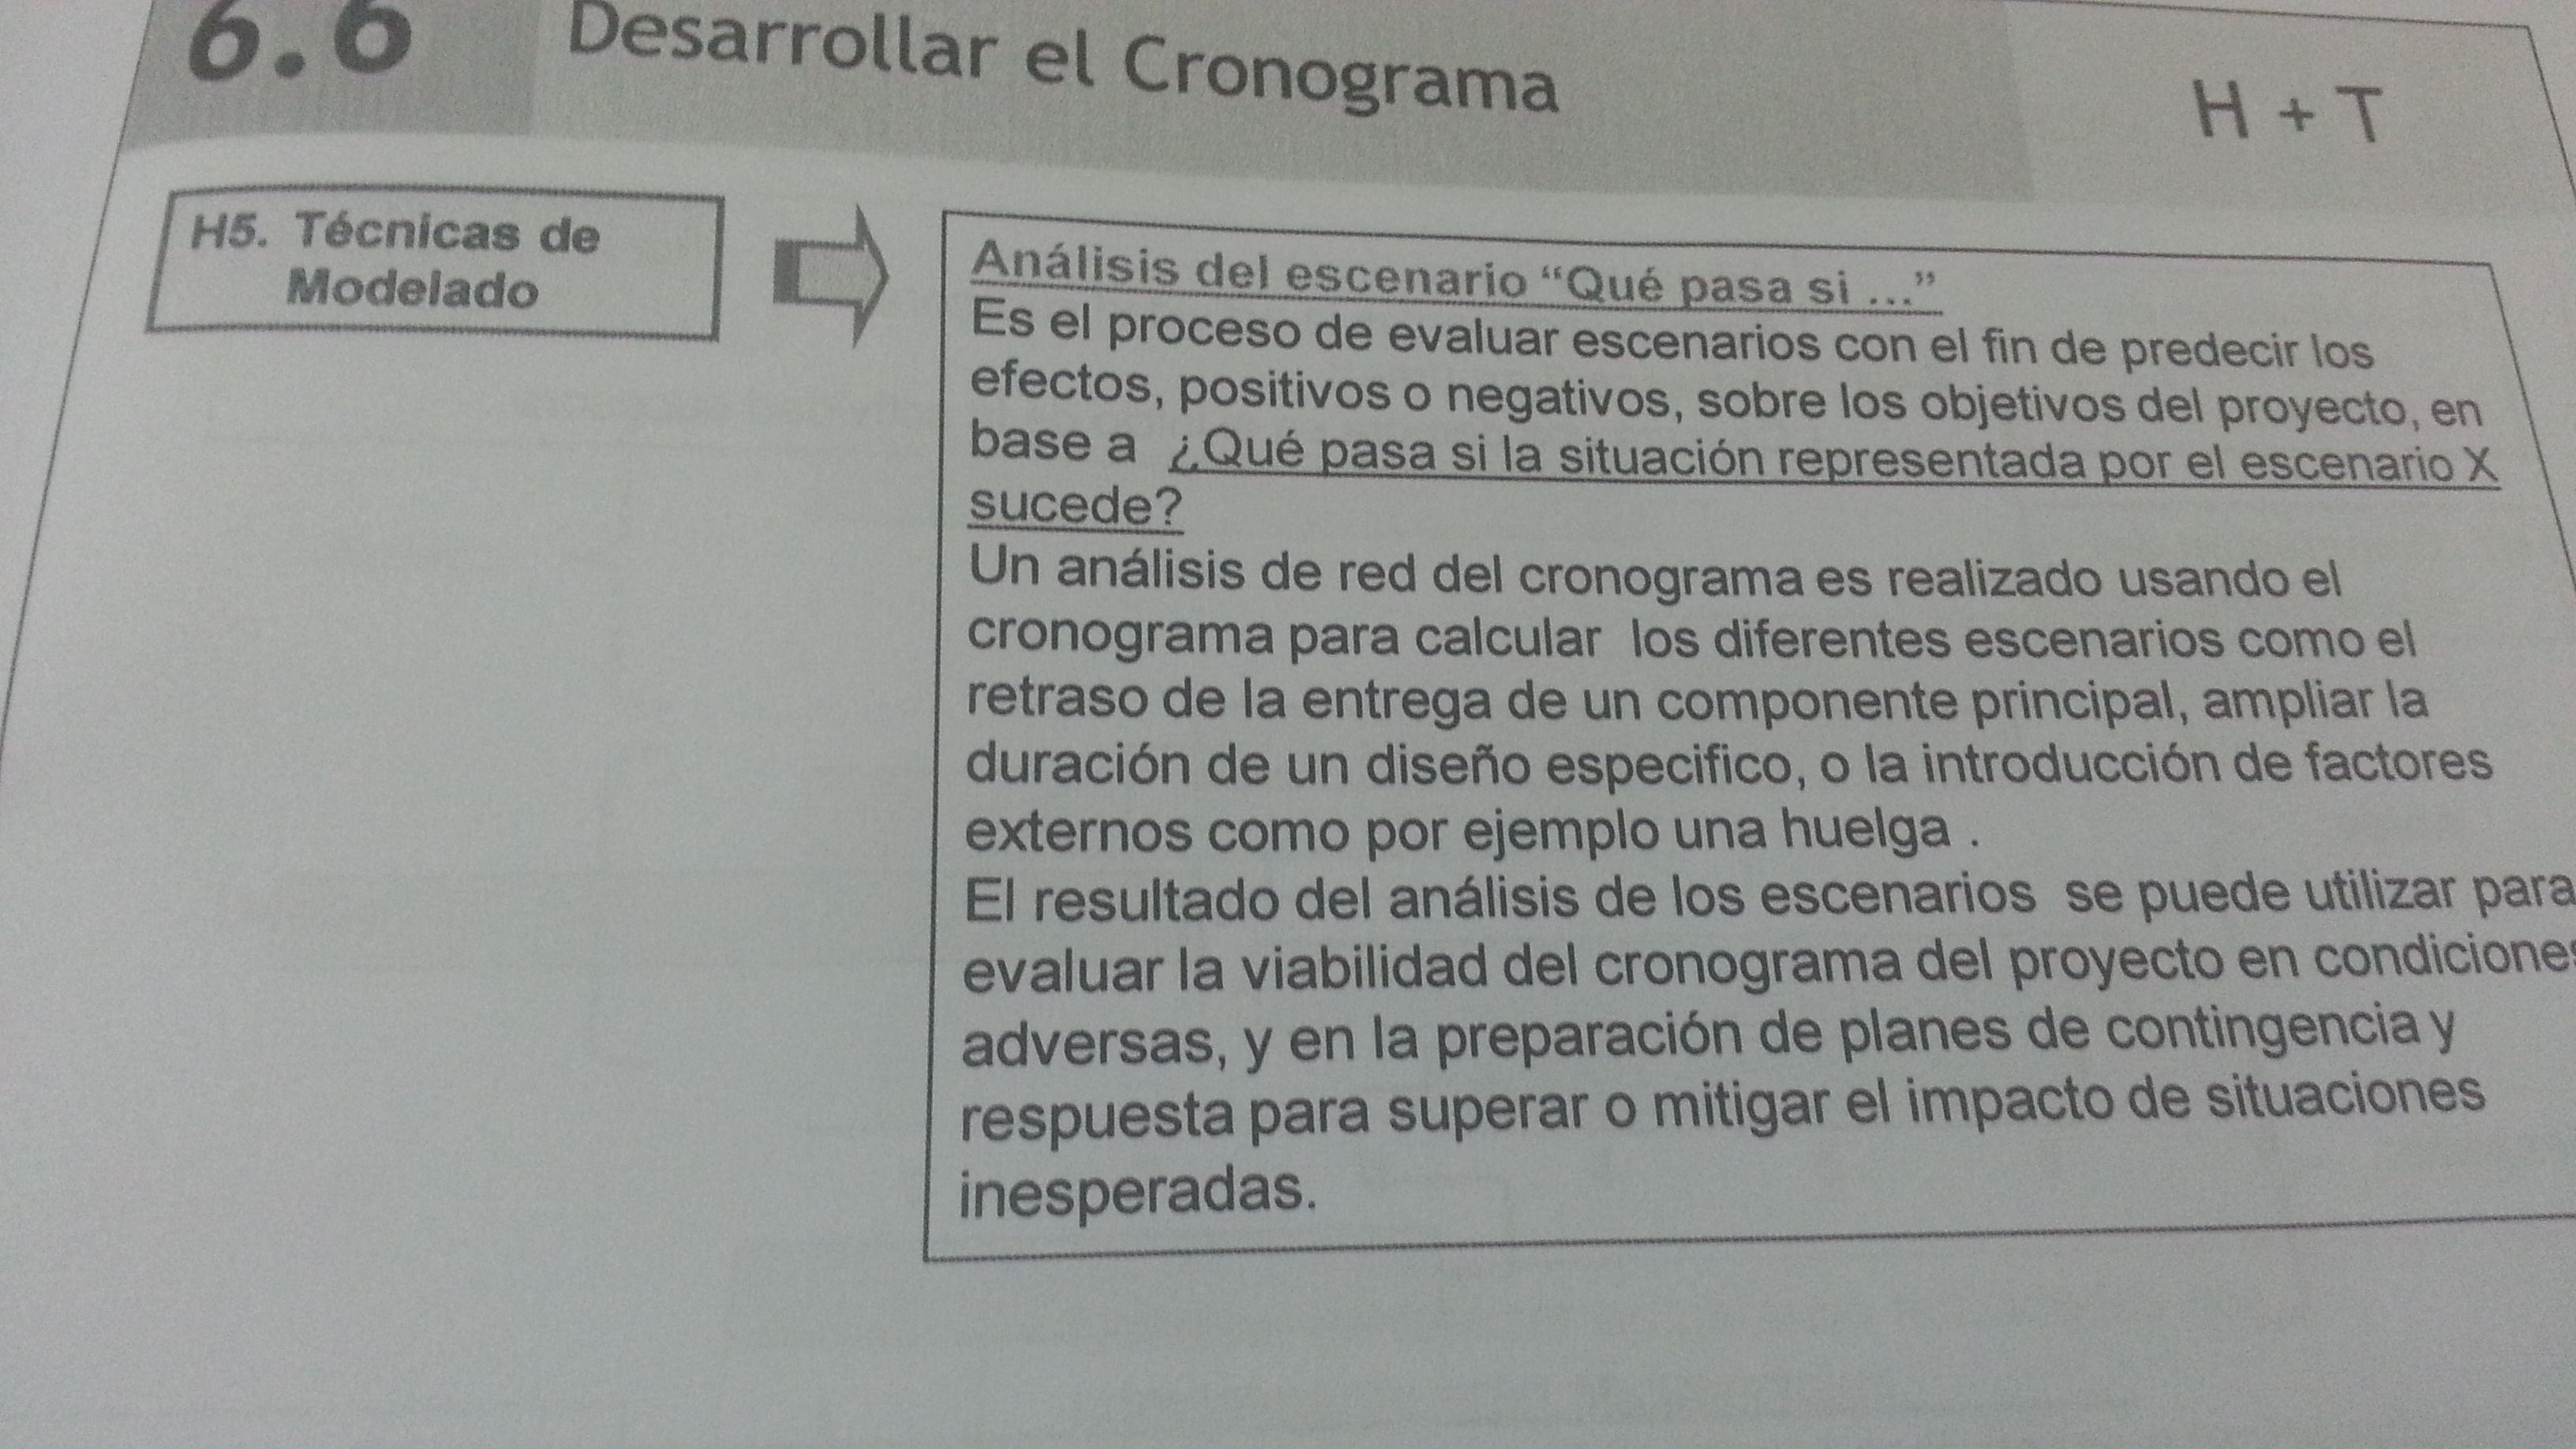 6.6 Desarrollar el Cronograma
H + T
H5. Técnicas de
Modelado
Análisis del escenario “Qué pasa si ...”
Es el proceso de evaluar escenarios con el fin de predecir los
efectos, positivos o negativos, sobre los objetivos del proyecto, en
base a ¿Qué pasa si la situación representada por el escenario X
sucede?
Un análisis de red del cronograma es realizado usando el
cronograma para calcular los diferentes escenarios como el
retraso de la entrega de un componente principal, ampliar la
duración de un diseño especifico, o la introducción de factores
externos como por ejemplo una huelga .
El resultado del análisis de los escenarios se puede utilizar para
evaluar la viabilidad del cronograma del proyecto en condiciones
adversas, y en la preparación de planes de contingencia y
respuesta para superar o mitigar el impacto de situaciones
inesperadas.